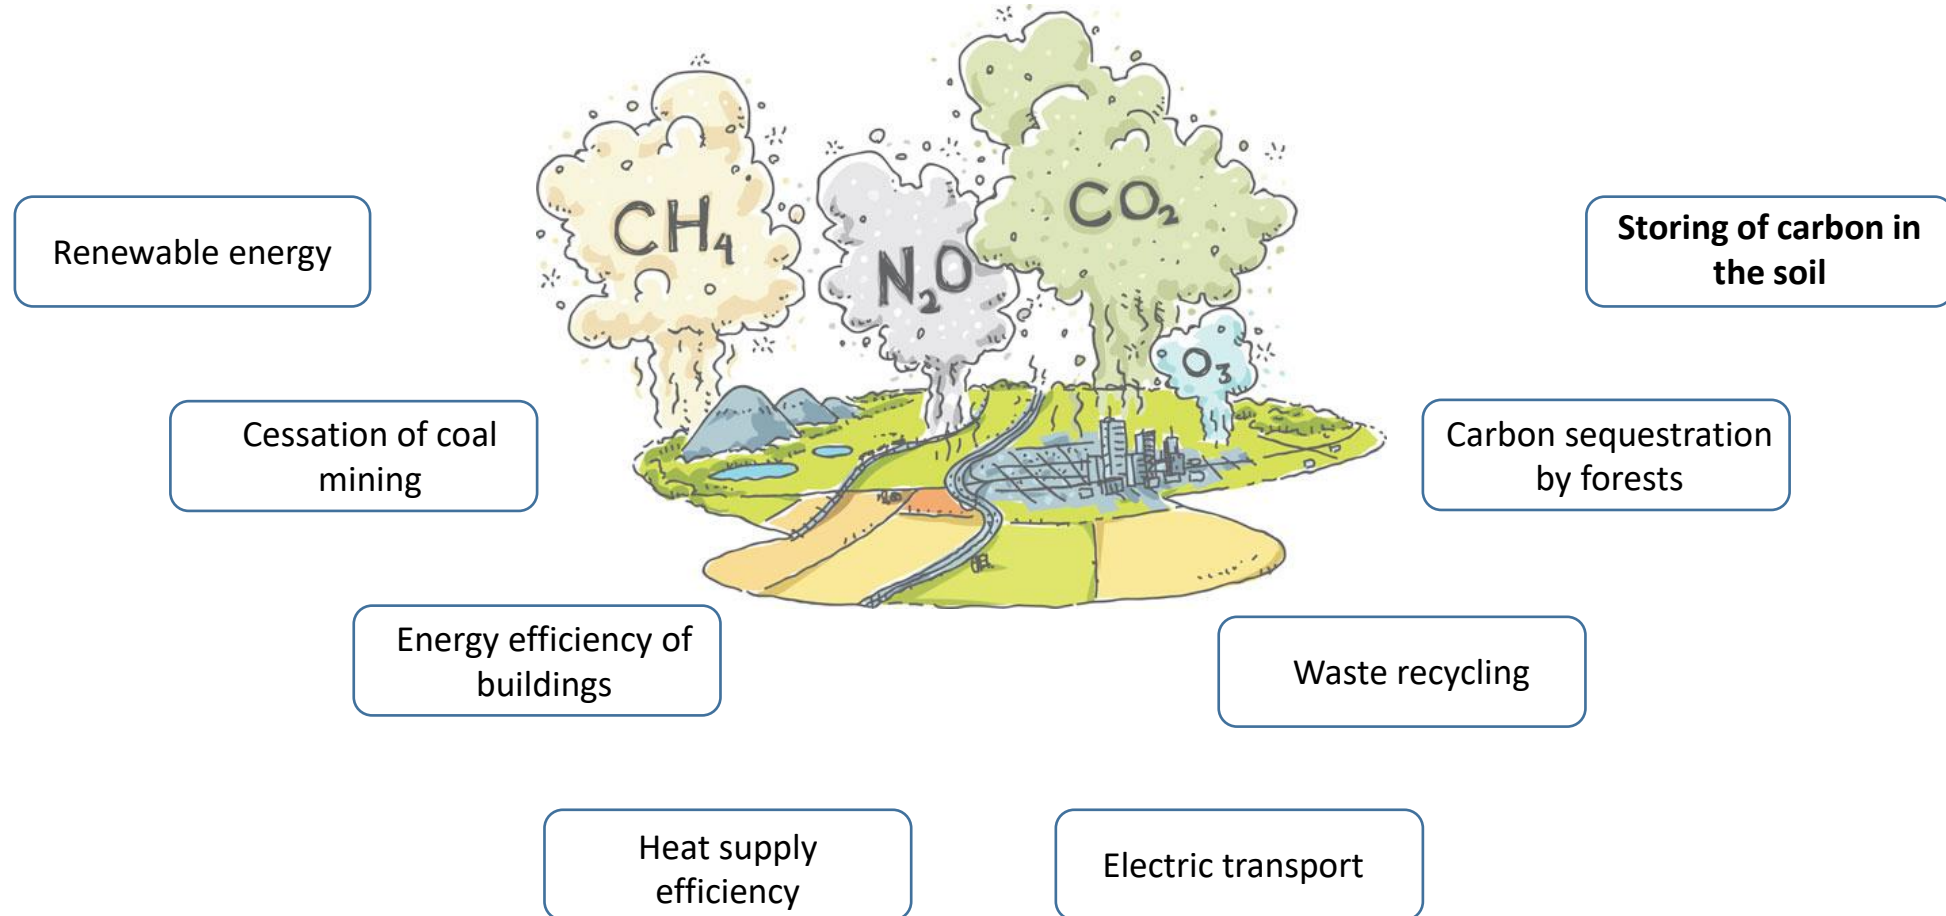 CH₄
N₂O
CO₂
O₃
Renewable energy
Storing of carbon in
the soil
Cessation of coal
mining
Carbon sequestration
by forests
Energy efficiency of
buildings
Waste recycling
Heat supply
efficiency
Electric transport